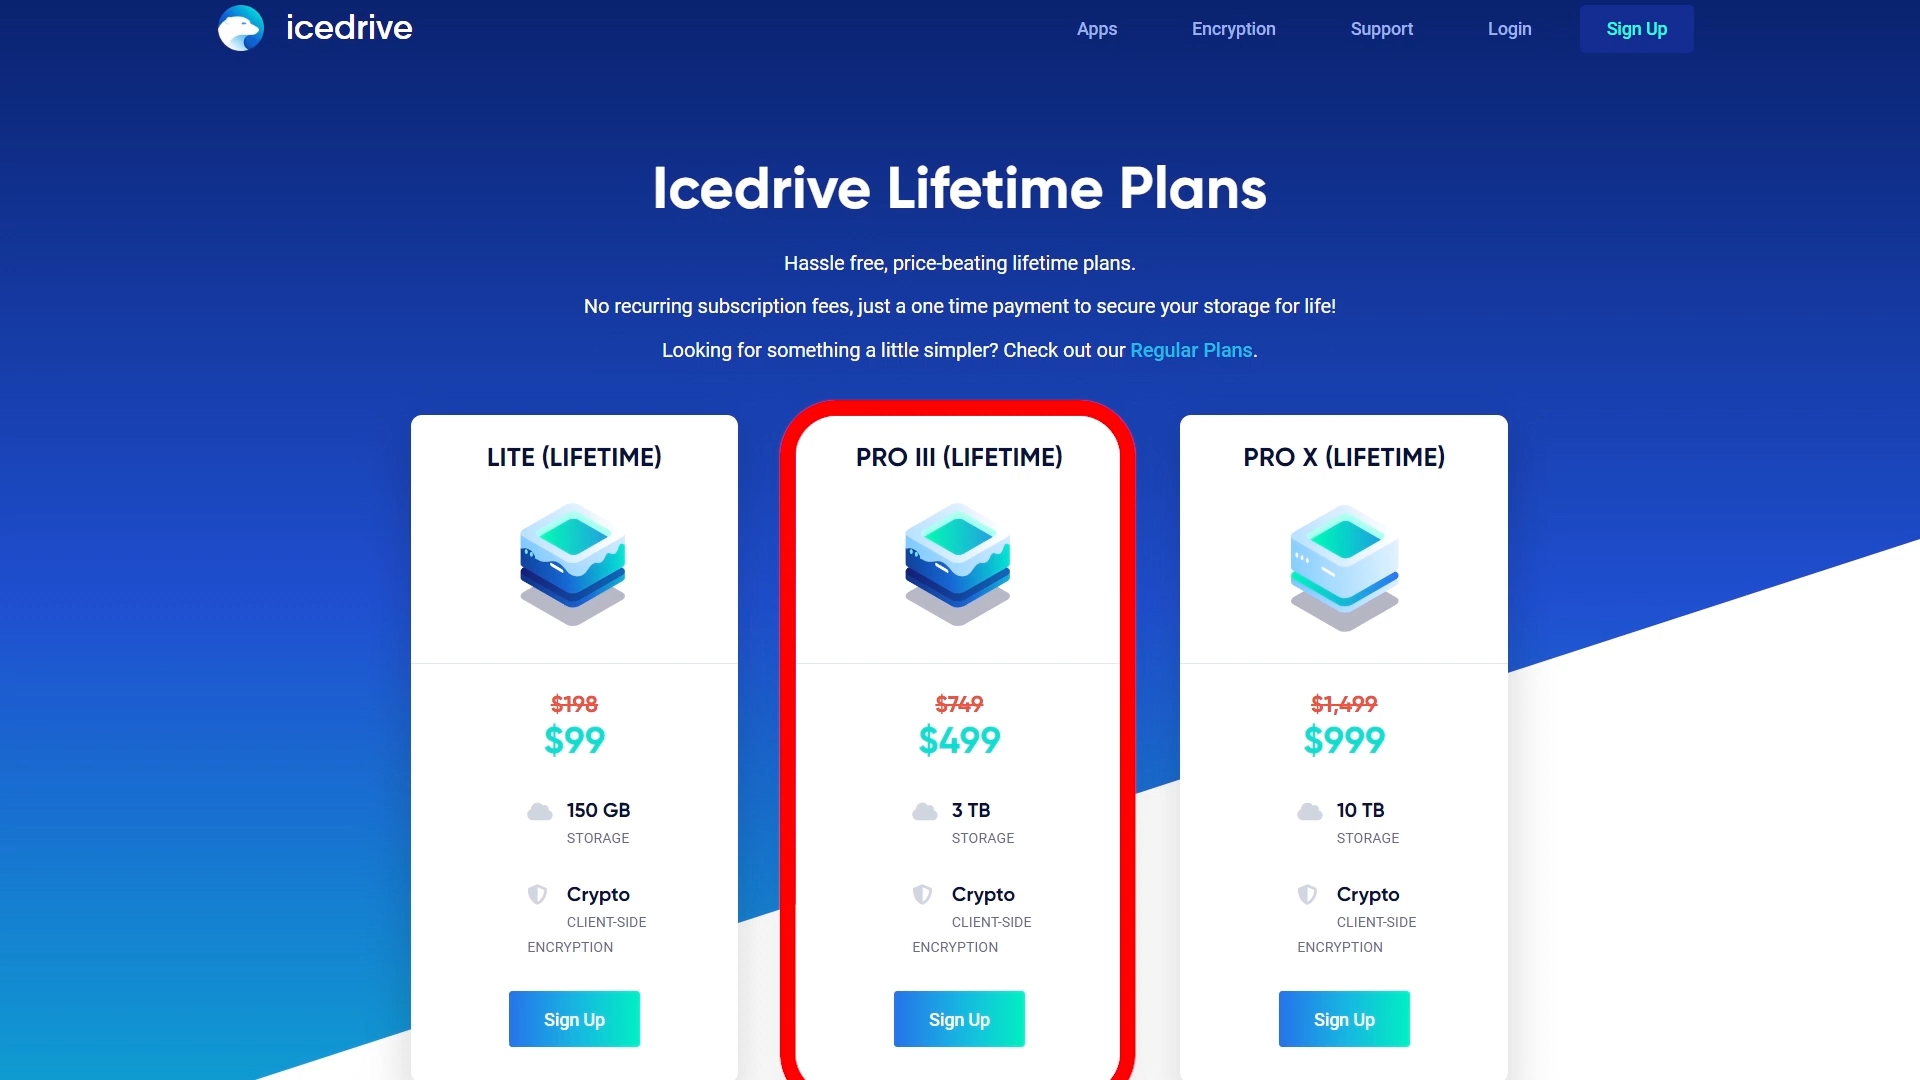 icedrive
Apps
Encryption
Support
Login
Sign Up
Icedrive Lifetime Plans
Hassle free, price-beating lifetime plans.
No recurring subscription fees, just a one time payment to secure your storage for life!
Looking for something a little simpler? Check out our Regular Plans.
LITE (LIFETIME)
$198
$99
150 GB
STORAGE
Crypto
CLIENT-SIDE
ENCRYPTION
Sign Up
PRO III (LIFETIME)
$749
$499
3 TB
STORAGE
Crypto
CLIENT-SIDE
ENCRYPTION
Sign Up
PRO X (LIFETIME)
$1,499
$999
10 TB
STORAGE
Crypto
CLIENT-SIDE
ENCRYPTION
Sign Up